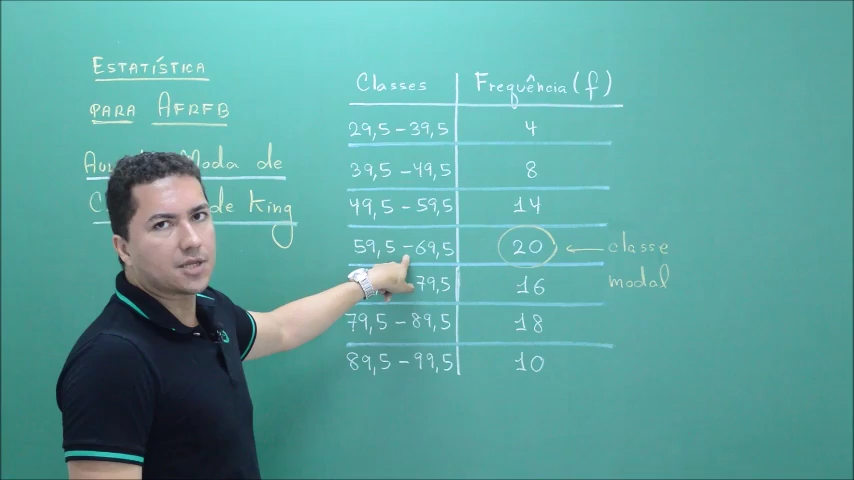 ESTATÍSTICA
PARA AFRFB
Moda de
de King
Classes Frequência (f)
29,5 - 39,5 4
39,5 - 49,5 8
49,5 - 59,5 14
59,5 - 69,5 20 ← classe
modal
79,5 16
79,5 - 89,5 18
89,5 - 99,5 10